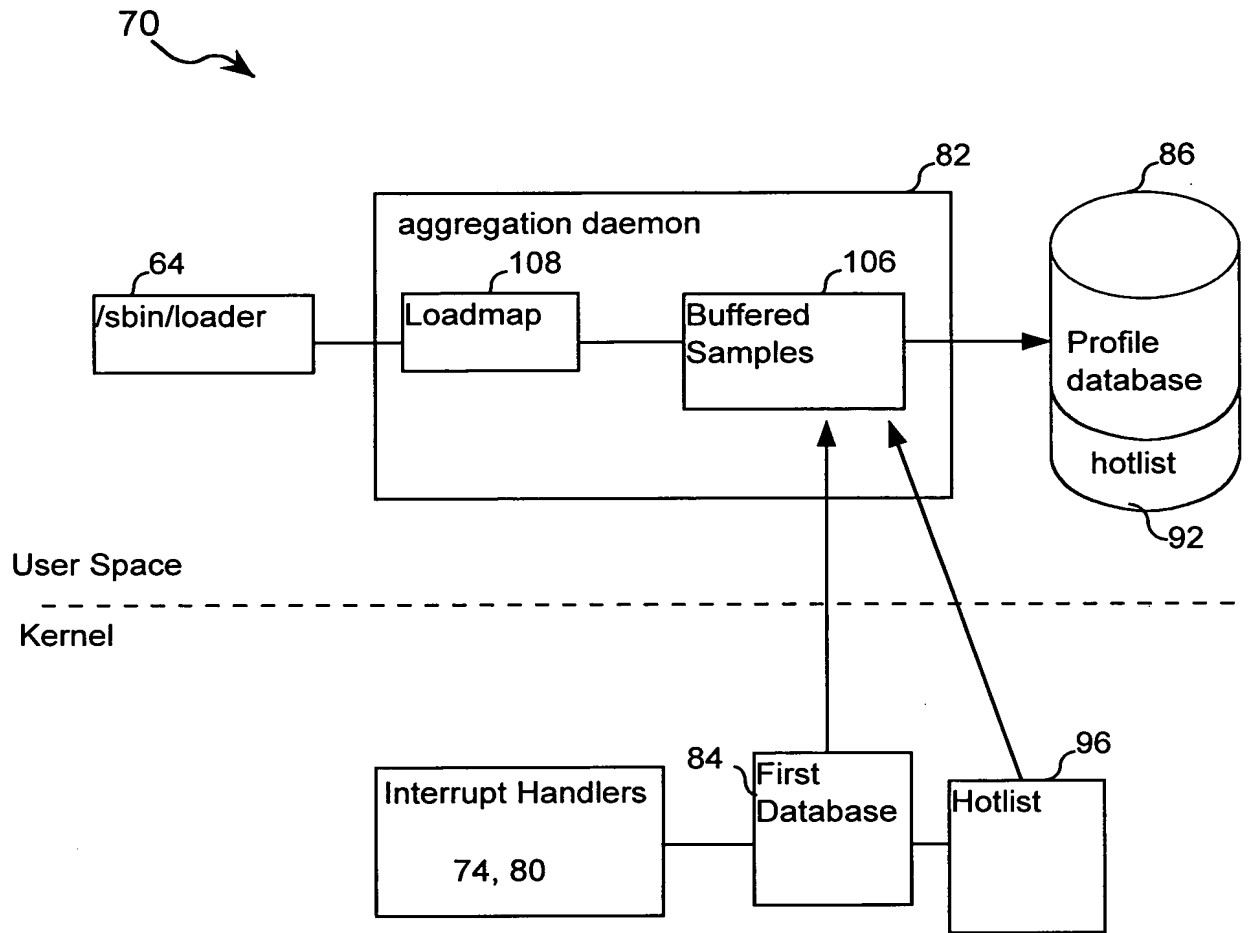 70
82
86
aggregation daemon
64
108
106
/sbin/loader
Loadmap
Buffered
Samples
Profile
database
hotlist
92
User Space
Kernel
84
96
Interrupt Handlers
74, 80
First
Database
Hotlist